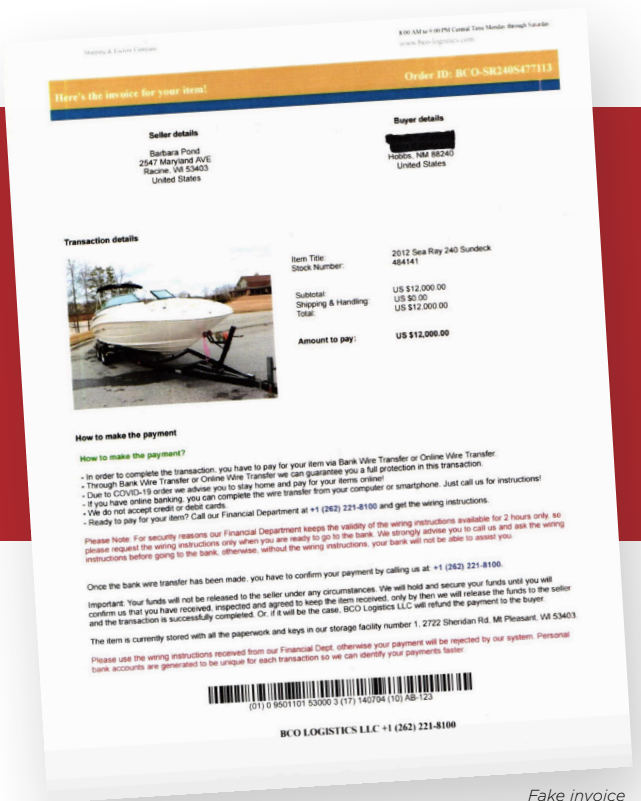 Shipping & Escrow Company
8:00 AM to 9:00 PM Central Time Monday through Saturday
www.bco-logistics.com
Here's the invoice for your item!
Order ID: BCO-SR240S477113
Seller details
Barbara Pond
2547 Maryland AVE
Racine, WI 53403
United States
Buyer details
Hobbs, NM 88240
United States
Transaction details
Item Title: 2012 Sea Ray 240 Sundeck
Stock Number: 484141
Subtotal: US $12,000.00
Shipping & Handling: US $0.00
Total: US $12,000.00
Amount to pay: US $12,000.00
How to make the payment
How to make the payment?
- In order to complete the transaction, you have to pay for your item via Bank Wire Transfer or Online Wire Transfer.
- Through Bank Wire Transfer or Online Wire Transfer we can guarantee you a full protection in this transaction.
- Due to COVID-19 order we advise you to stay home and pay for your items online!
- If you have online banking, you can complete the wire transfer from your computer or smartphone. Just call us for instructions!
- We do not accept credit or debit cards.
- Ready to pay for your item? Call our Financial Department at +1 (262) 221-8100 and get the wiring instructions.
Please Note: For security reasons our Financial Department keeps the validity of the wiring instructions available for 2 hours only, so
please request the wiring instructions only when you are ready to go to the bank. We strongly advise you to call us and ask the wiring
instructions before going to the bank, otherwise, without the wiring instructions, your bank will not be able to assist you.
Once the bank wire transfer has been made, you have to confirm your payment by calling us at: +1 (262) 221-8100.
Important: Your funds will not be released to the seller under any circumstances. We will hold and secure your funds until you will
confirm us that you have received, inspected and agreed to keep the item received, only by then we will release the funds to the seller
and the transaction is successfully completed. Or, if it will be the case, BCO Logistics LLC will refund the payment to the buyer.
The item is currently stored with all the paperwork and keys in our storage facility number 1, 2722 Sheridan Rd, Mt Pleasant, WI 53403.
Please use the wiring instructions received from our Financial Dept. otherwise your payment will be rejected by our system. Personal
bank accounts are generated to be unique for each transaction so we can identify your payments faster.
(01) 0 9501101 53000 3 (17) 140704 (10) AB-123
BCO LOGISTICS LLC +1 (262) 221-8100
Fake invoice